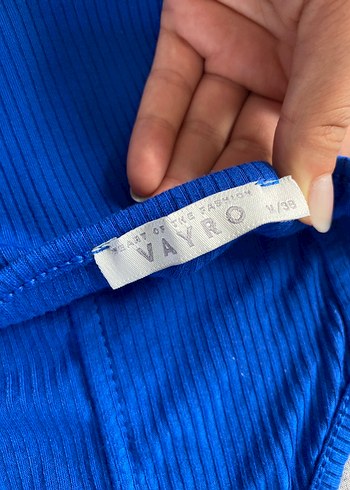 HEART OF THE FASHION
VAYRO
M/38